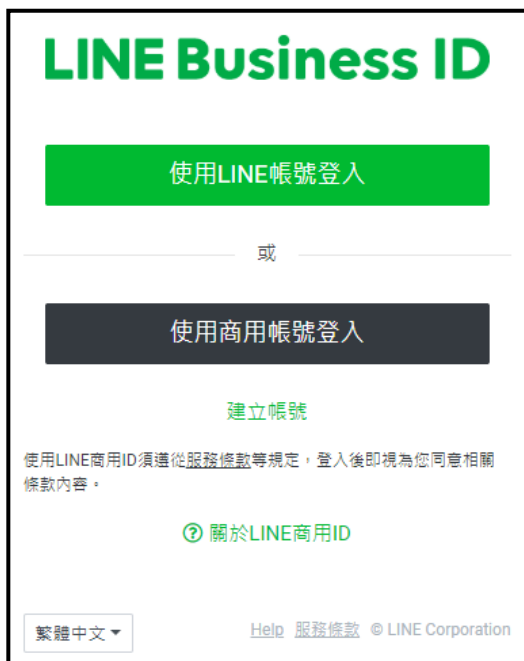 LINE Business ID
使用LINE帳號登入
或
使用商用帳號登入
建立帳號
使用LINE商用ID須遵從服務條款等規定，登入後即視為您同意相關
條款內容。
關於LINE商用ID
繁體中文 Help 服務條款 © LINE Corporation